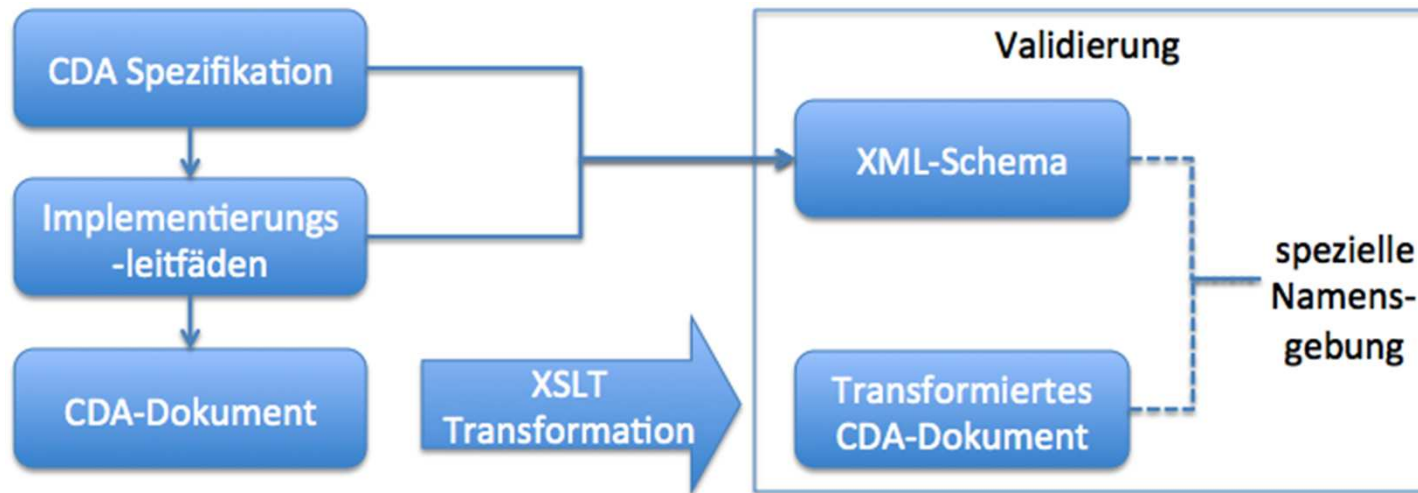 CDA Spezifikation
Implementierungs
-leitfäden
CDA-Dokument
XSLT
Transformation
Validierung
XML-Schema
Transformiertes
CDA-Dokument
spezielle
Namens-
gebung